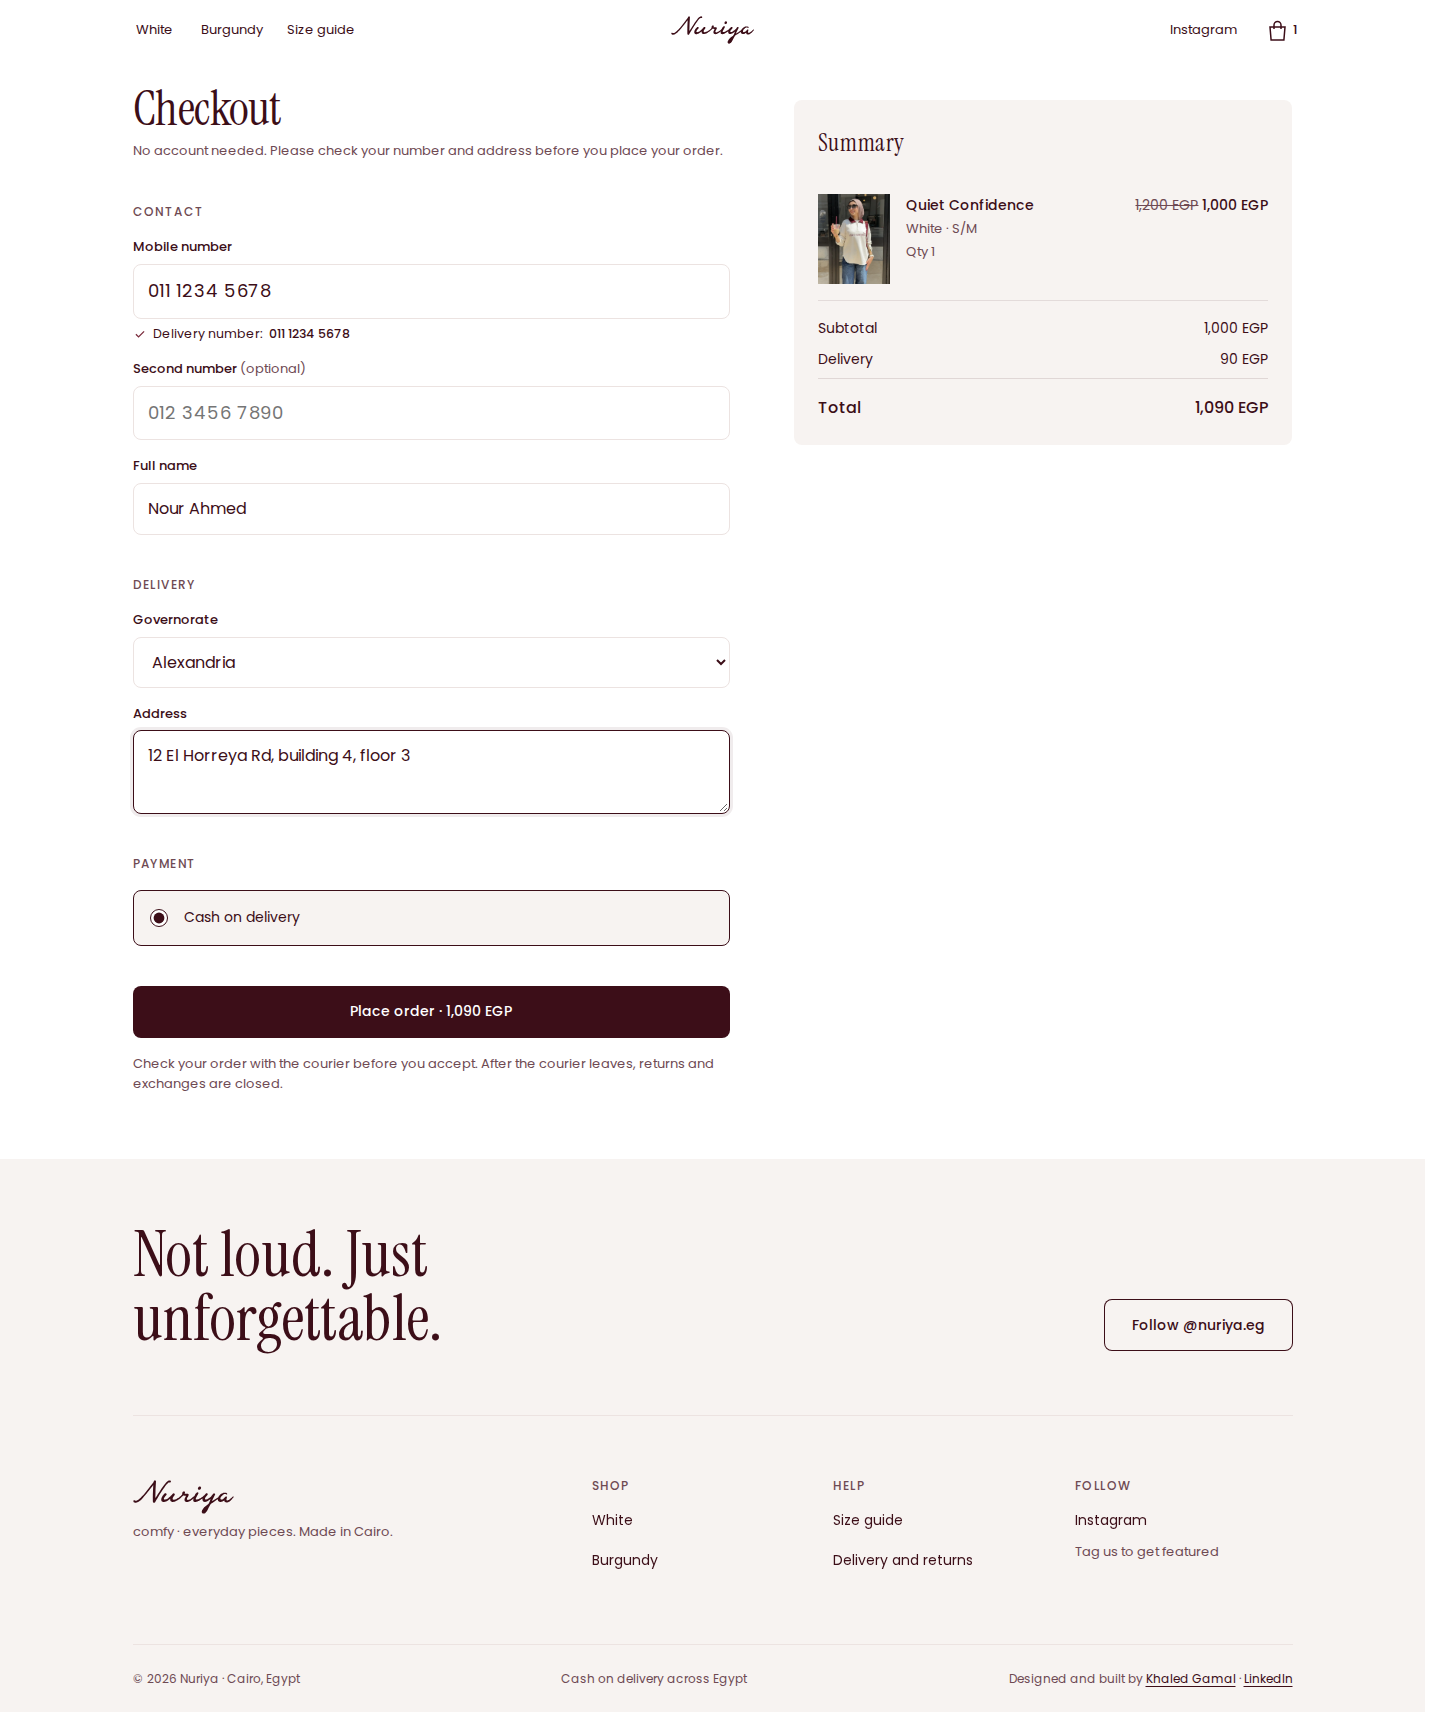 White
Burgundy
Size guide
Nuriya
Instagram
1
Checkout
No account needed. Please check your number and address before you place your order.
CONTACT
Mobile number
011 1234 5678
Delivery number: 011 1234 5678
Second number (optional)
012 3456 7890
Full name
Nour Ahmed
DELIVERY
Governorate
Alexandria
Address
12 El Horreya Rd, building 4, floor 3
PAYMENT
Cash on delivery
Place order · 1,090 EGP
Check your order with the courier before you accept. After the courier leaves, returns and
exchanges are closed.
Summary
Quiet Confidence
1,200 EGP 1,000 EGP
White · S/M
Qty 1
Subtotal
1,000 EGP
Delivery
90 EGP
Total
1,090 EGP
Not loud. Just
unforgettable.
Follow @nuriya.eg
Nuriya
comfy · everyday pieces. Made in Cairo.
SHOP
White
Burgundy
HELP
Size guide
Delivery and returns
FOLLOW
Instagram
Tag us to get featured
© 2026 Nuriya · Cairo, Egypt
Cash on delivery across Egypt
Designed and built by Khaled Gamal · LinkedIn